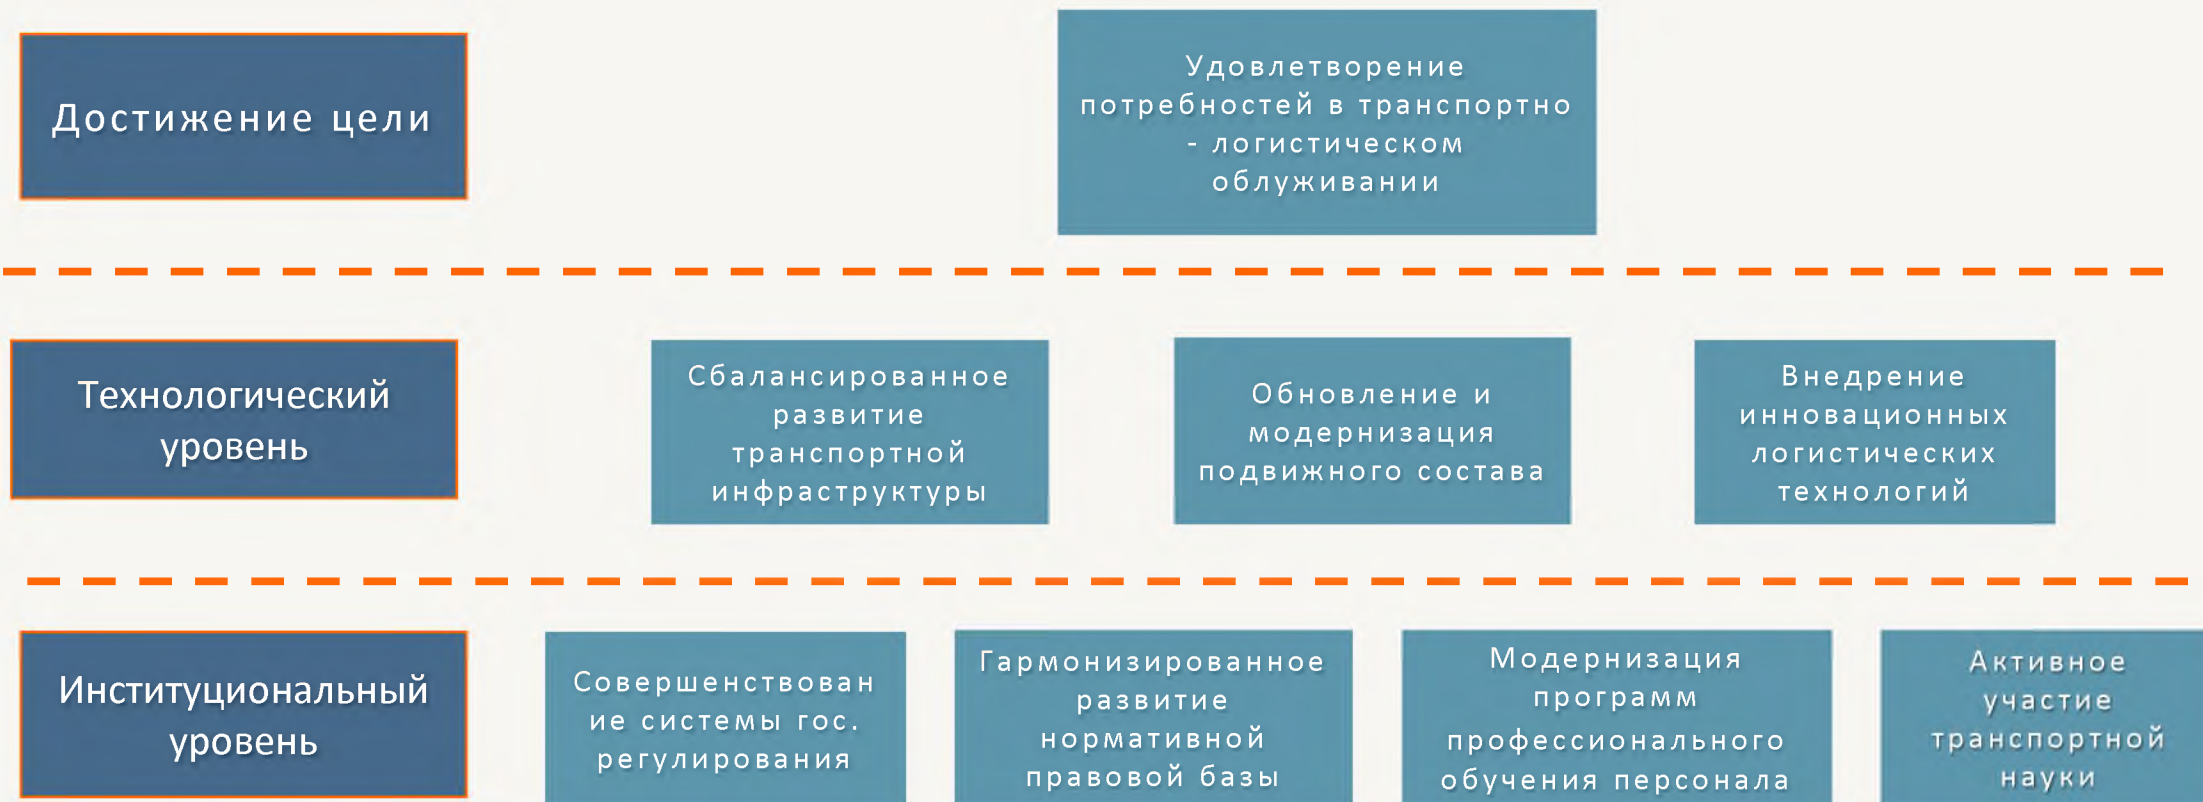 Достижение цели
Удовлетворение
потребностей в транспортно
- логистическом
облуживании
Технологический
уровень
Сбалансированное
развитие
транспортной
инфраструктуры
Обновление и
модернизация
подвижного состава
Внедрение
инновационных
логистических
технологий
Институциональный
уровень
Совершенствован
ие системы гос.
регулирования
Гармонизированное
развитие
нормативной
правовой базы
Модернизация
программ
профессионального
обучения персонала
Активное
участие
транспортной
науки